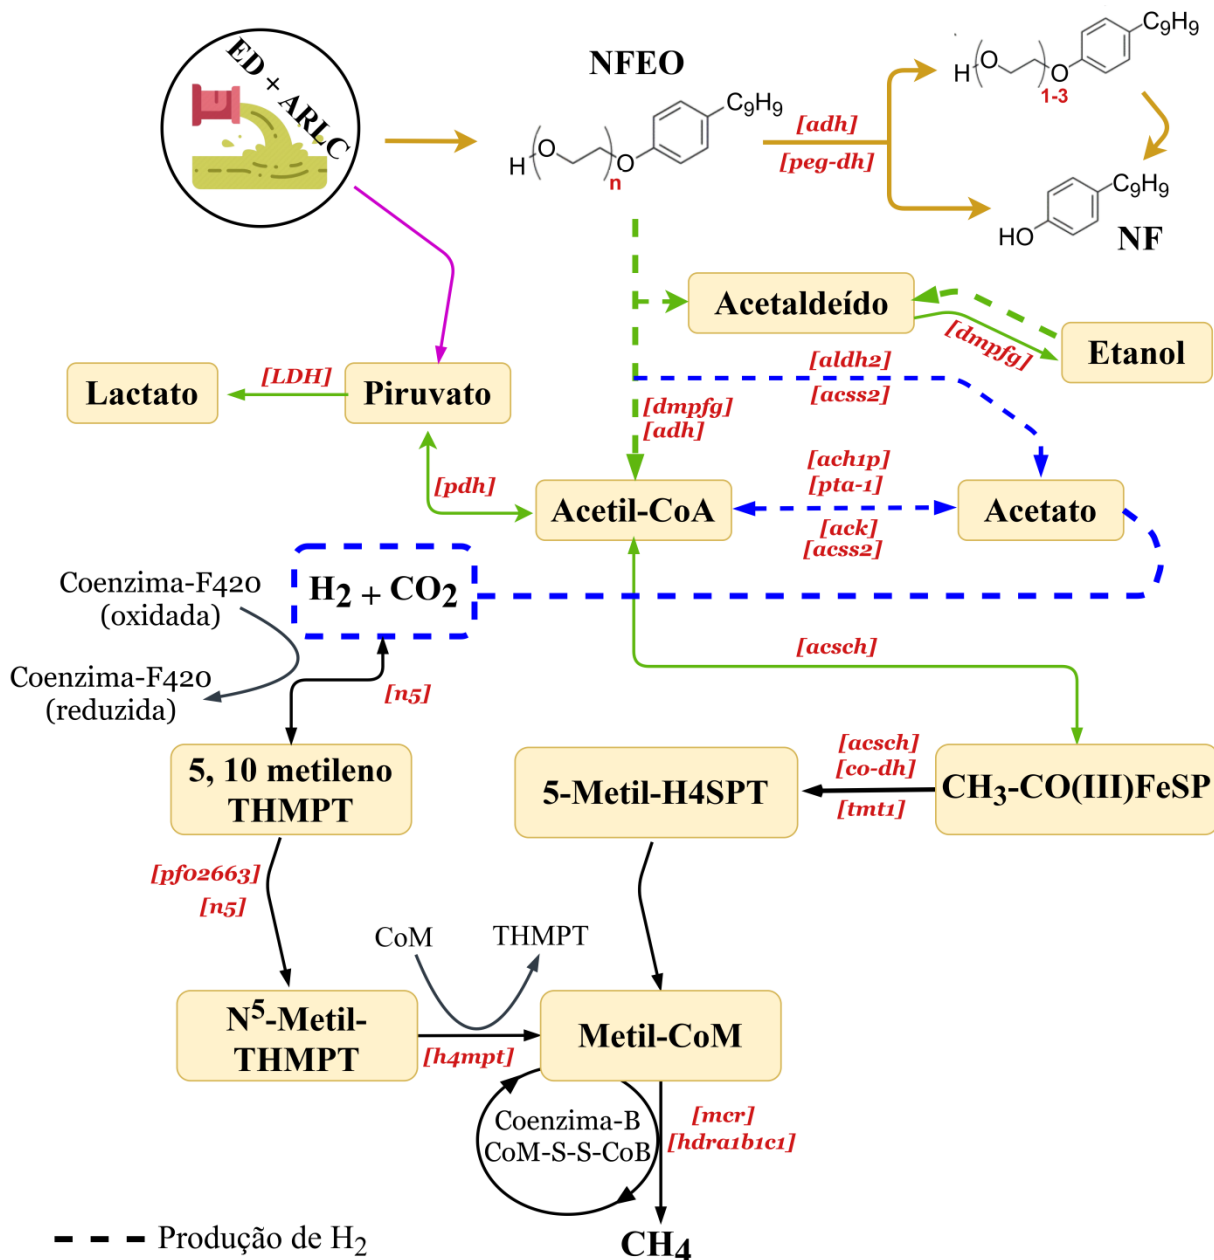 ED + ARLC
NFEO
H
O
O
n
C9H9
[adh]
[peg-dh]
H
O
O
1-3
C9H9
HO
C9H9
NF
Acetaldeído
[dmpfg]
Etanol
Lactato
[LDH]
Piruvato
[aldh2]
[acss2]
[dmpfg]
[adh]
[pdh]
Acetil-CoA
[ach1p]
[pta-1]
[ack]
[acss2]
Acetato
Coenzima-F420
(oxidada)
H2 + CO2
Coenzima-F420
(reduzida)
[n5]
[acsch]
5, 10 metileno
THMPT
5-Metil-H4SPT
[acsch]
[co-dh]
[tmt1]
CH3-CO(III)FeSP
[pf02663]
[n5]
CoM
THMPT
N5-Metil-
THMPT
[h4mpt]
Metil-CoM
Coenzima-B
CoM-S-S-CoB
[mcr]
[hdra1b1c1]
CH4
Produção de H2